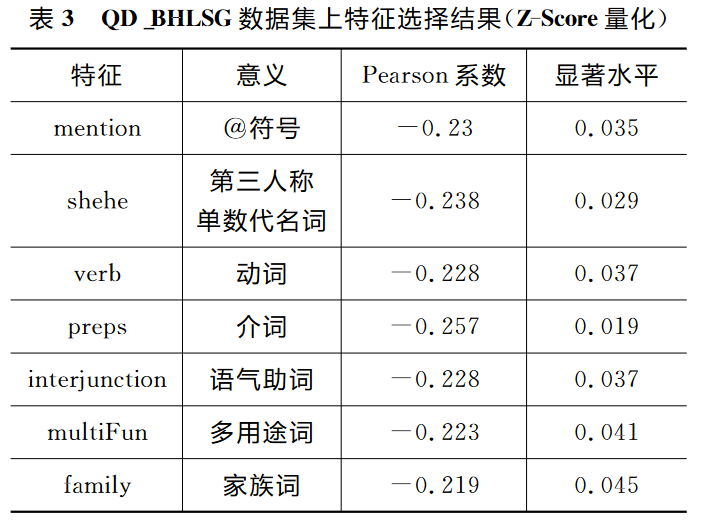 表 3 QD_BHLSG 数据集上特征选择结果(Z-Score 量化)
特征 意义 Pearson 系数 显著水平
mention @符号 -0.23 0.035
shehe 第三人称 单数代名词 -0.238 0.029
verb 动词 -0.228 0.037
preps 介词 -0.257 0.019
interjunction 语气助词 -0.228 0.037
multiFun 多用途词 -0.223 0.041
family 家族词 -0.219 0.045